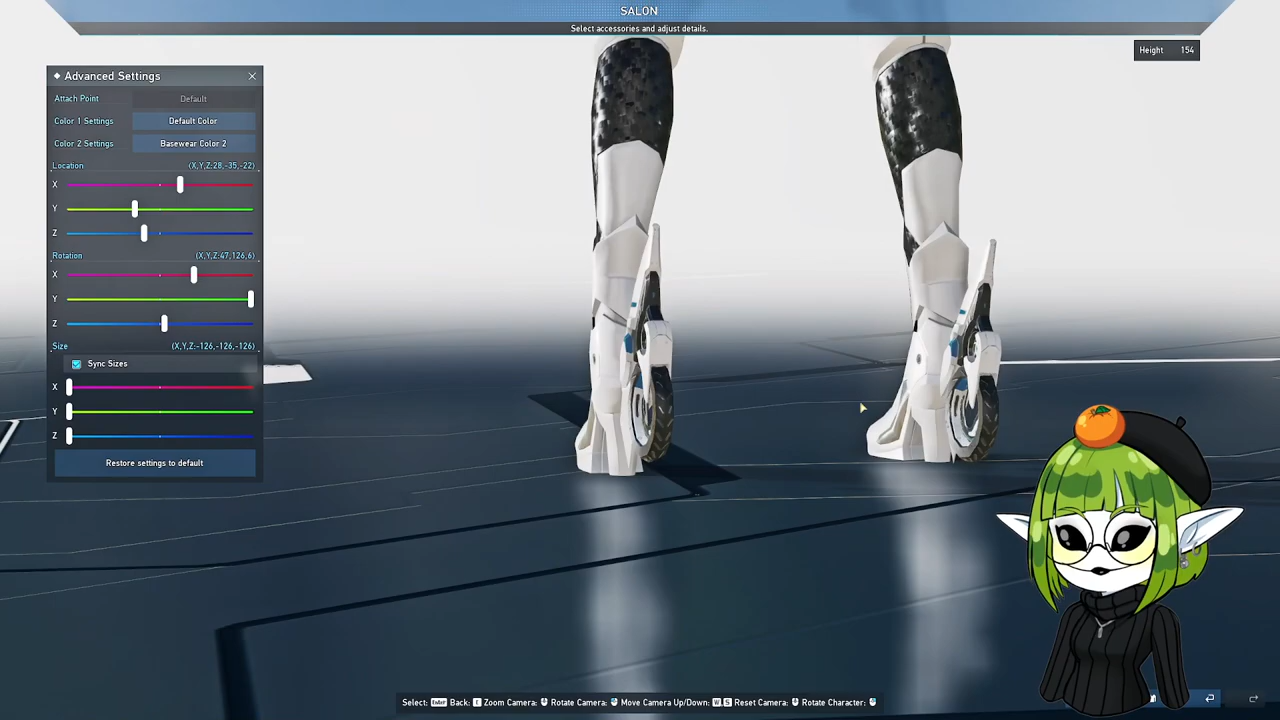 SALON
Select accessories and adjust details.
Height 154
Advanced Settings
Attach Point Default
Color 1 Settings Default Color
Color 2 Settings Basewear Color 2
Location (X,Y,Z:28,-35,-22)
X
Y
Z
Rotation (X,Y,Z:47,126,6)
X
Y
Z
Size (X,Y,Z:-126,-126,-126)
Sync Sizes
X
Y
Z
Restore settings to default
Select: Enter Back: E Zoom Camera: Rotate Camera: Move Camera Up/Down: W,S Reset Camera: Rotate Character: